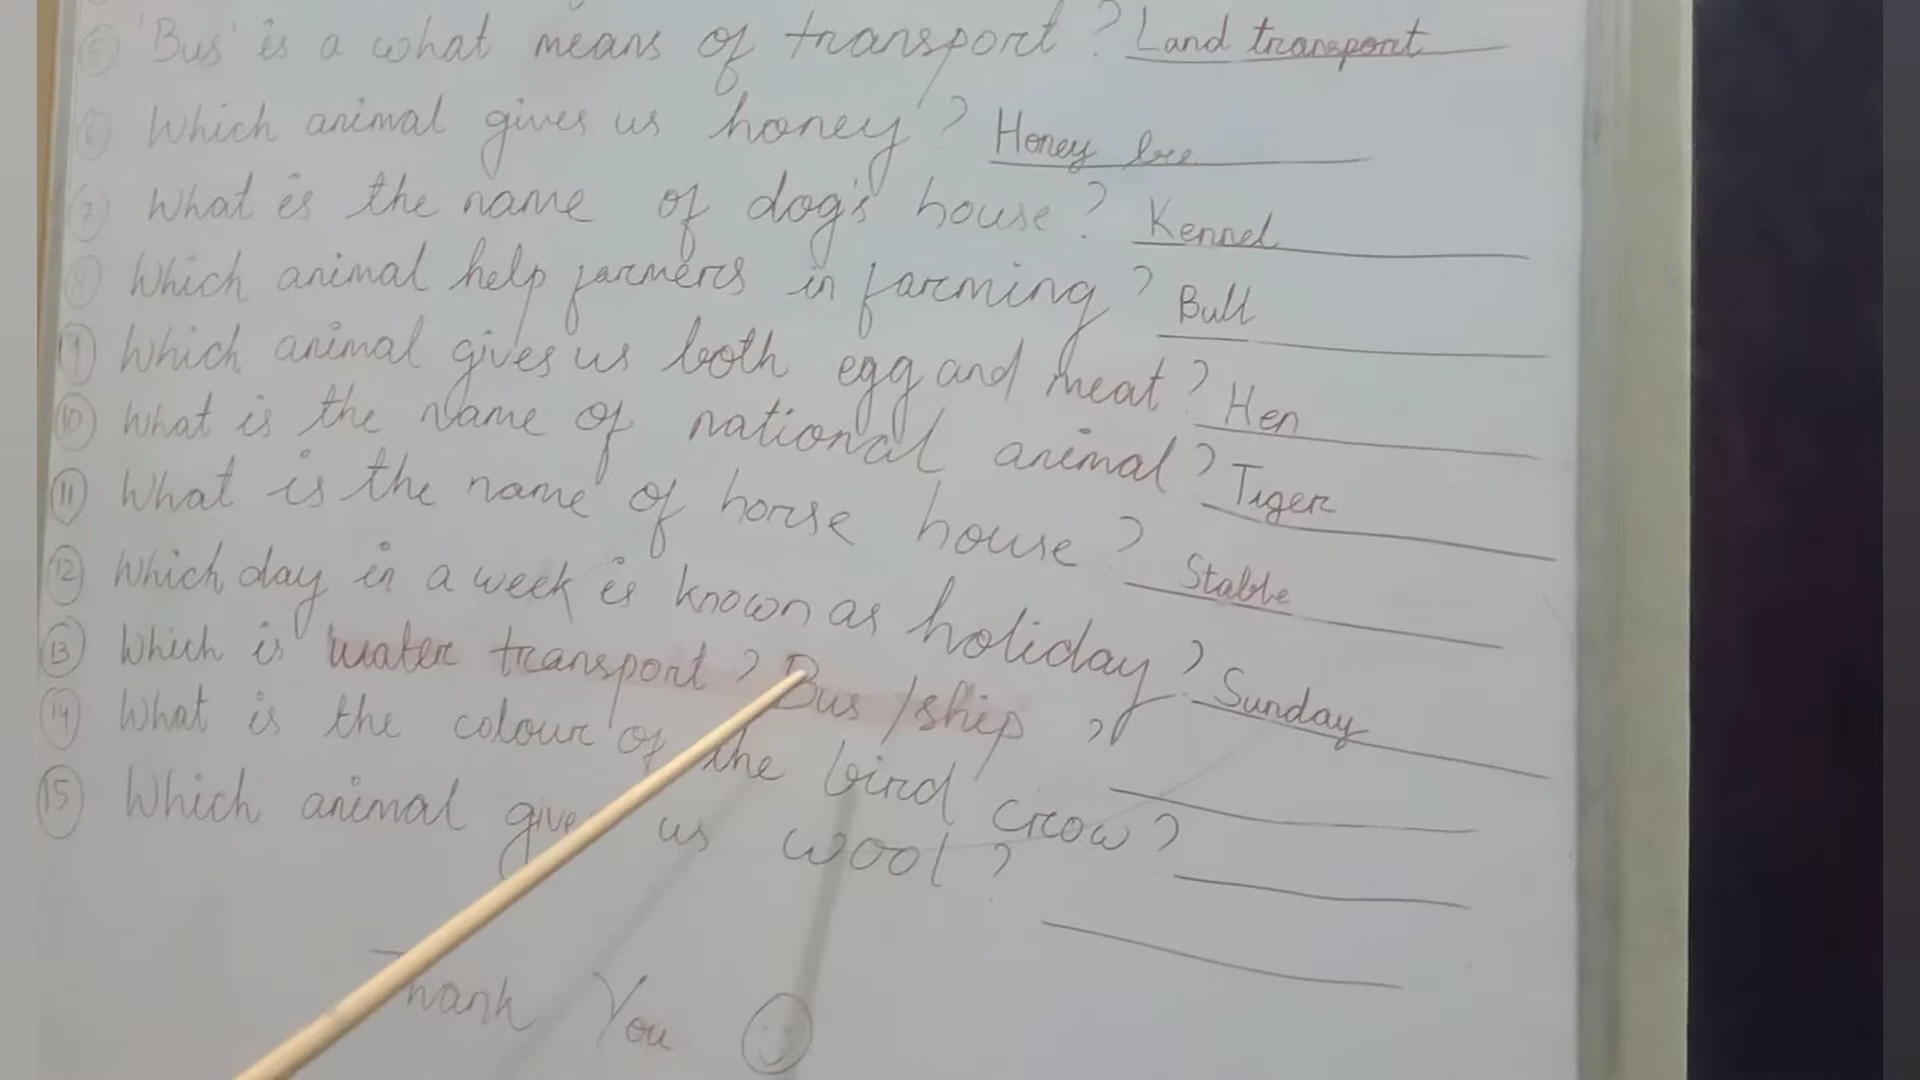 5 'Bus' is a what means of transport? Land transport
6 Which animal gives us honey? Honey bee
7 What is the name of dog's house? Kennel
8 Which animal help farmers in farming? Bull
9 Which animal gives us both egg and meat? Hen
10 What is the name of national animal? Tiger
11 What is the name of horse house? Stable
12 Which day in a week is known as holiday? Sunday
13 Which is water transport? Bus/ship?
14 What is the colour of the bird crow?
15 Which animal give us wool?
Thank You